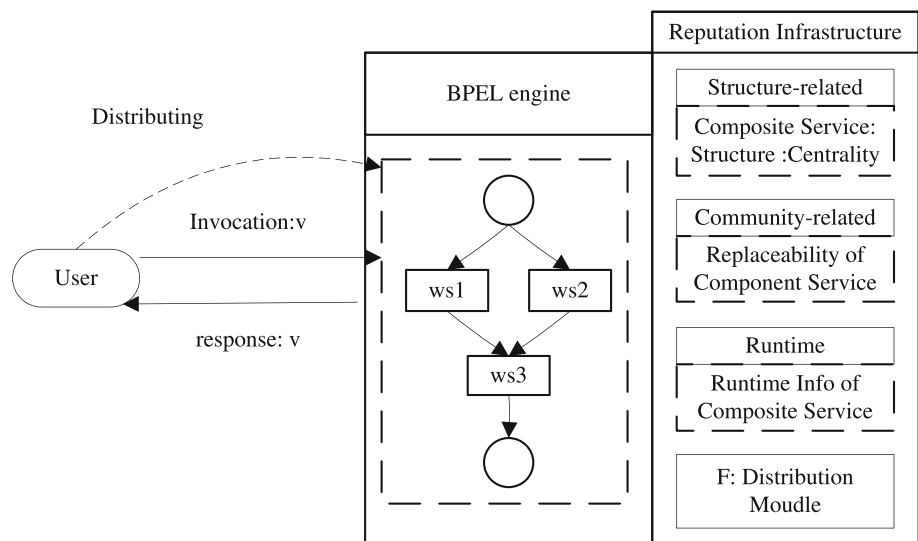 Reputation Infrastructure
BPEL engine
Structure-related
Composite Service:
Structure :Centrality
Distributing
Community-related
Replaceability of
Component Service
Invocation:v
User
ws1
ws2
response: v
ws3
Runtime
Runtime Info of
Composite Service
F: Distribution
Moudle